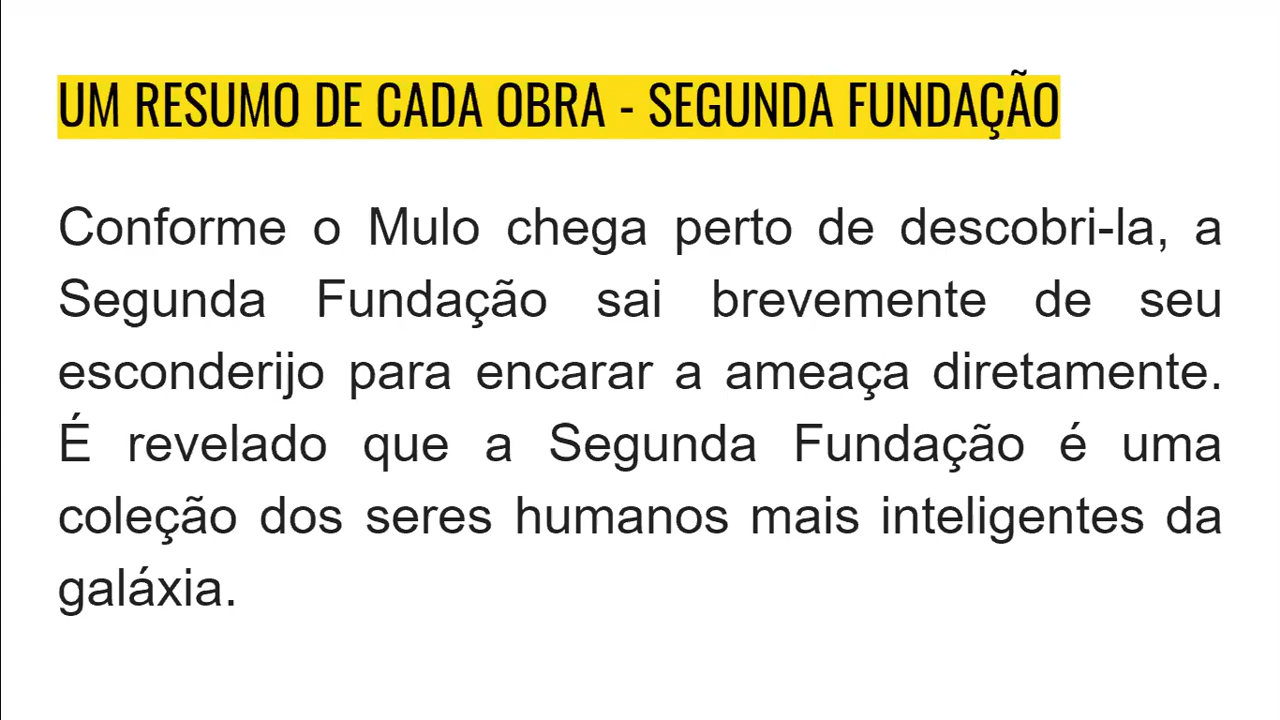 UM RESUMO DE CADA OBRA - SEGUNDA FUNDAÇÃO
Conforme o Mulo chega perto de descobri-la, a
Segunda Fundação sai brevemente de seu
esconderijo para encarar a ameaça diretamente.
É revelado que a Segunda Fundação é uma
coleção dos seres humanos mais inteligentes da
galáxia.